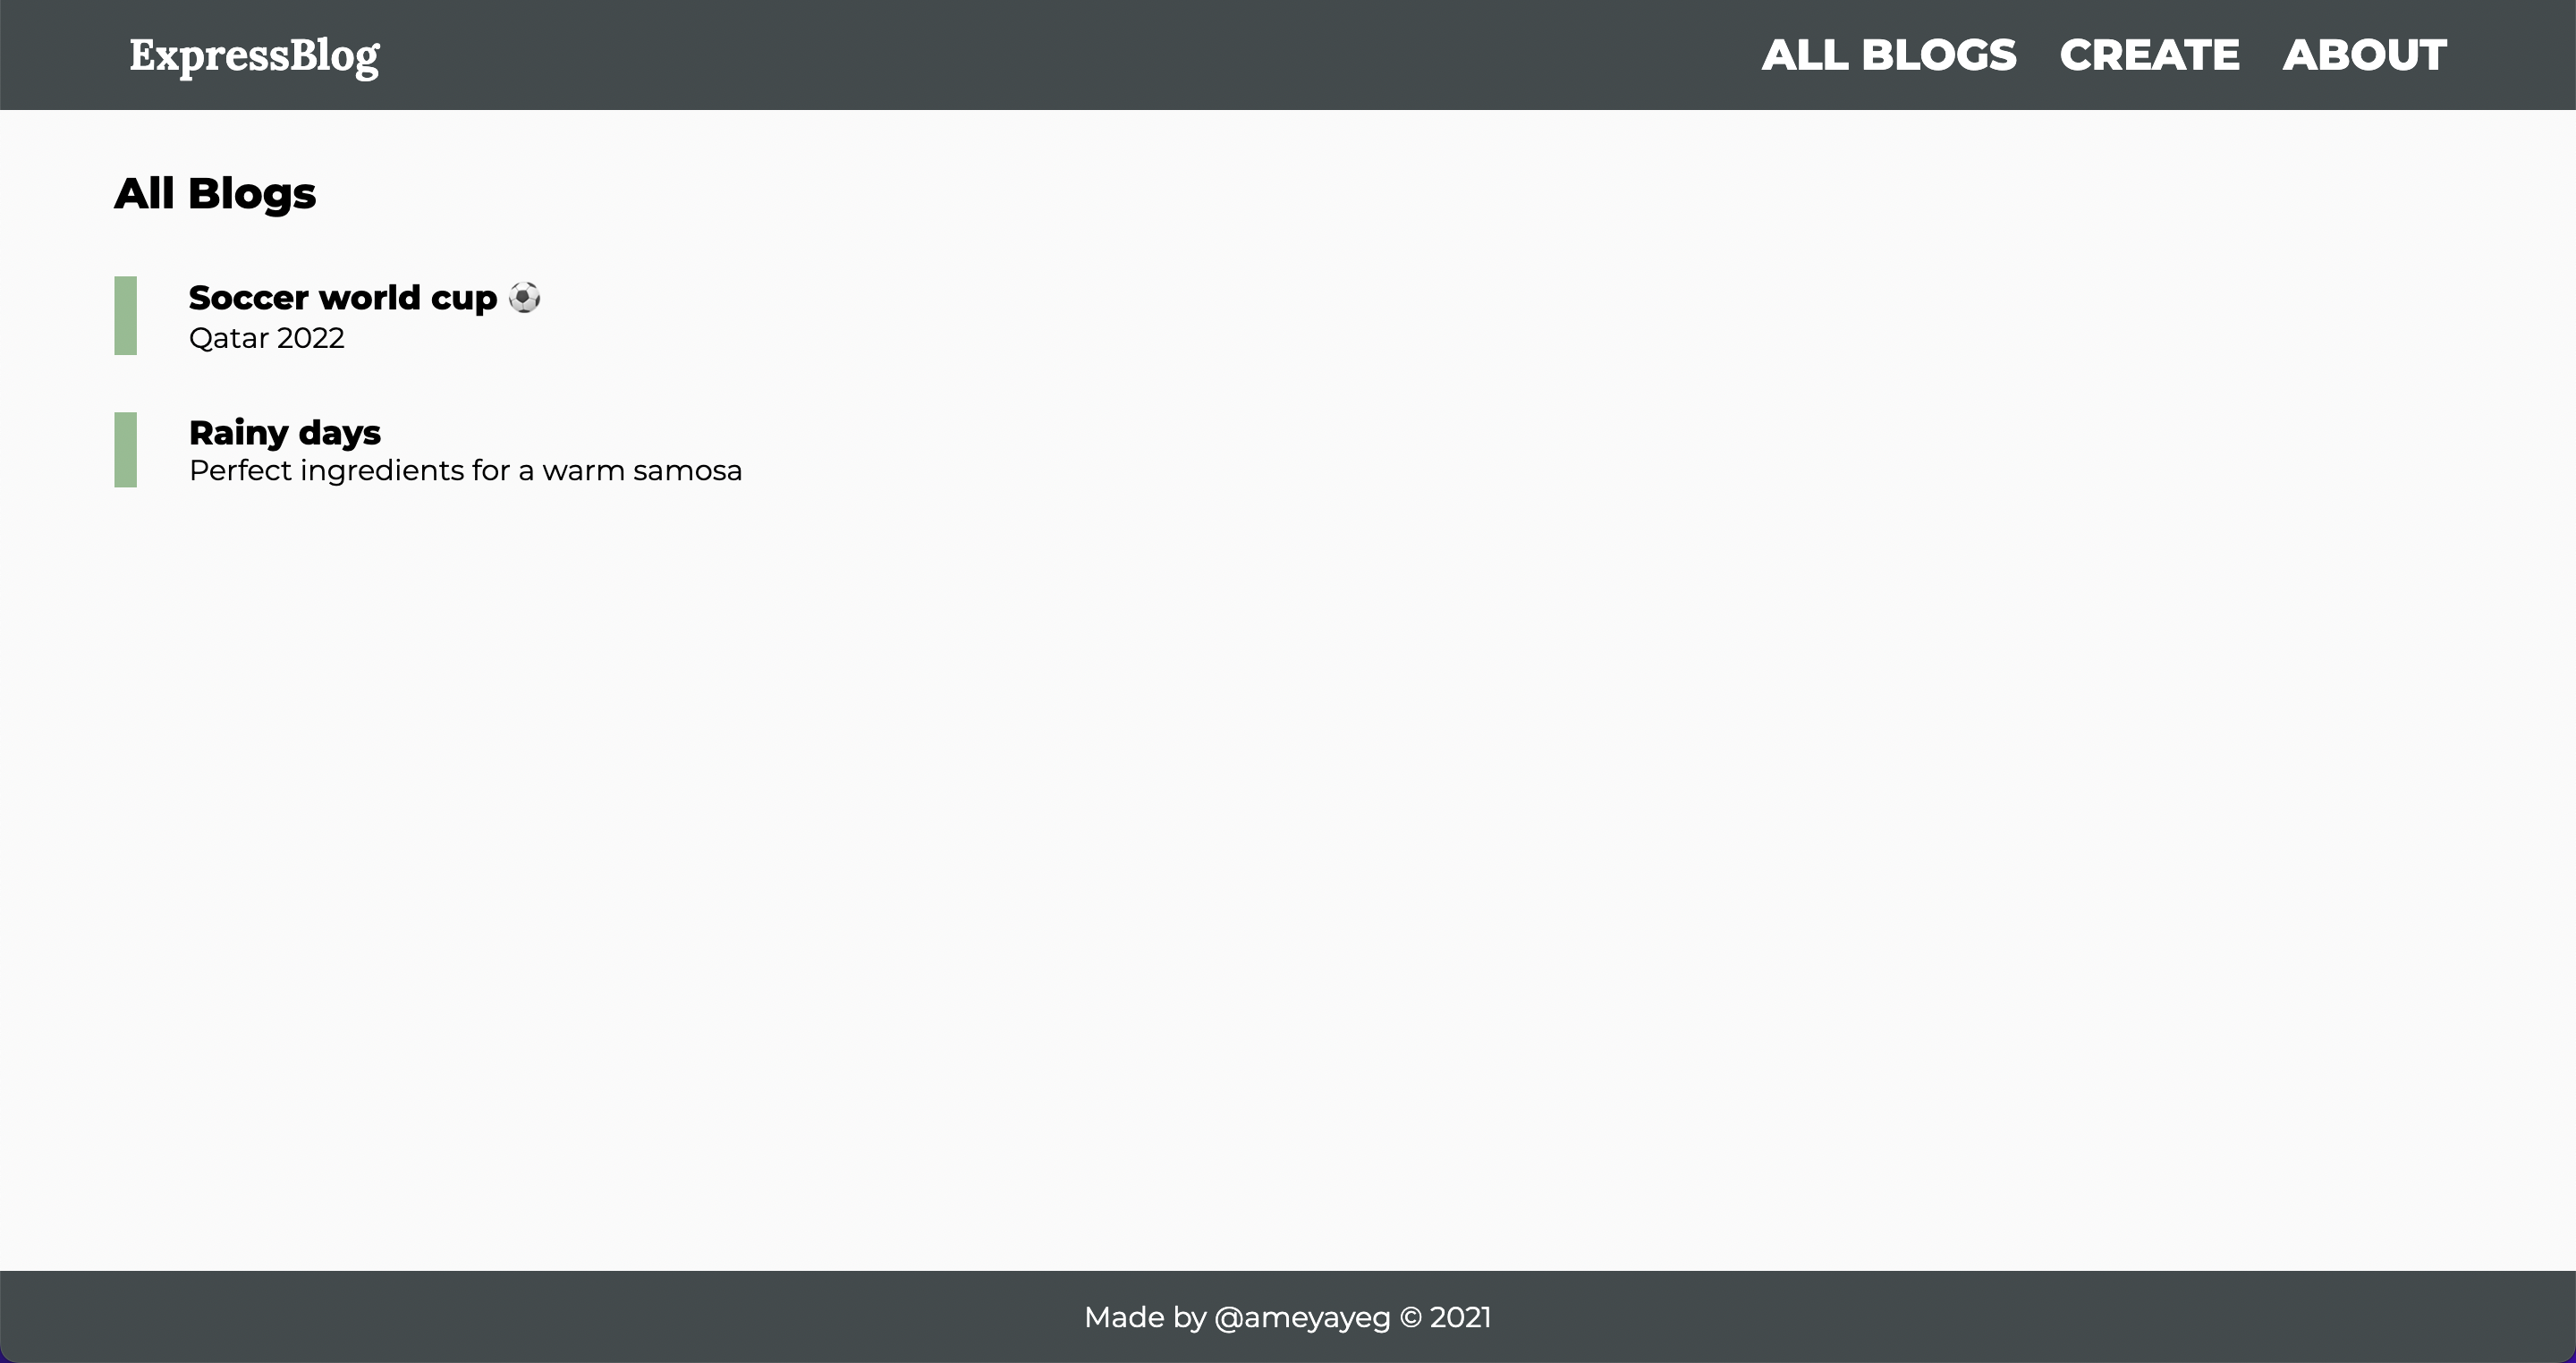 ExpressBlog
ALL BLOGS CREATE ABOUT
All Blogs
Soccer world cup ⚽
Qatar 2022
Rainy days
Perfect ingredients for a warm samosa
Made by @ameyayeg © 2021